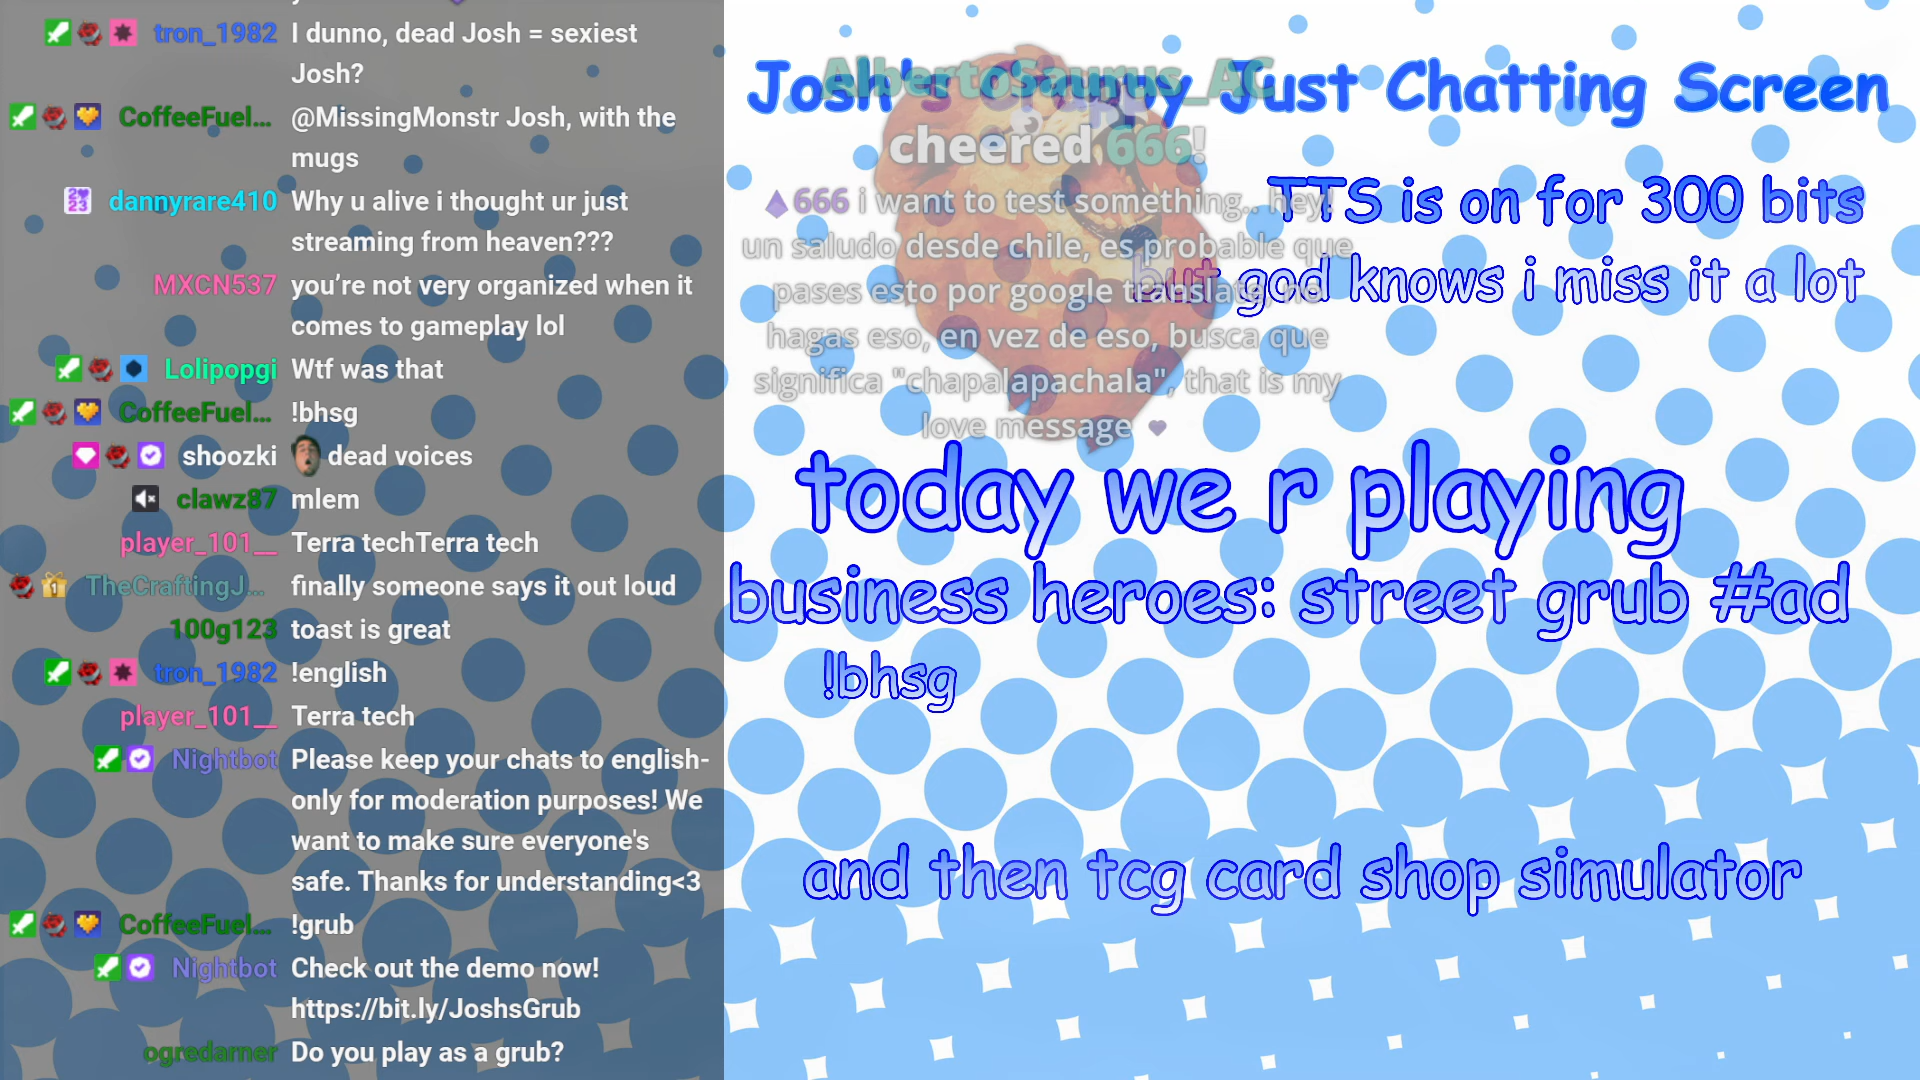 tron_1982 I dunno, dead Josh = sexiest
Josh?
CoffeeFuel... @MissingMonstr Josh, with the
mugs
dannyrare410 Why u alive i thought ur just
streaming from heaven???
MXCN537 you’re not very organized when it
comes to gameplay lol
Lolipopgi Wtf was that
CoffeeFuel... !bhsg
shoozki dead voices
clawz87 mlem
player_101__ Terra techTerra tech
TheCraftingJ... finally someone says it out loud
100g123 toast is great
tron_1982 !english
player_101__ Terra tech
Nightbot Please keep your chats to english-
only for moderation purposes! We
want to make sure everyone's
safe. Thanks for understanding<3
CoffeeFuel... !grub
Nightbot Check out the demo now!
https://bit.ly/JoshsGrub
ogredarner Do you play as a grub?
Josh's Just Chatting Screen
AlbertoSaurus_AC
cheered 666!
666 i want to test something.. hey!
un saludo desde chile, es probable que
pases esto por google translate, no
hagas eso, en vez de eso, busca que
significa "chapalapachala", that is my
love message
TTS is on for 300 bits
but god knows i miss it a lot
today we r playing
business heroes: street grub #ad
!bhsg
and then tcg card shop simulator